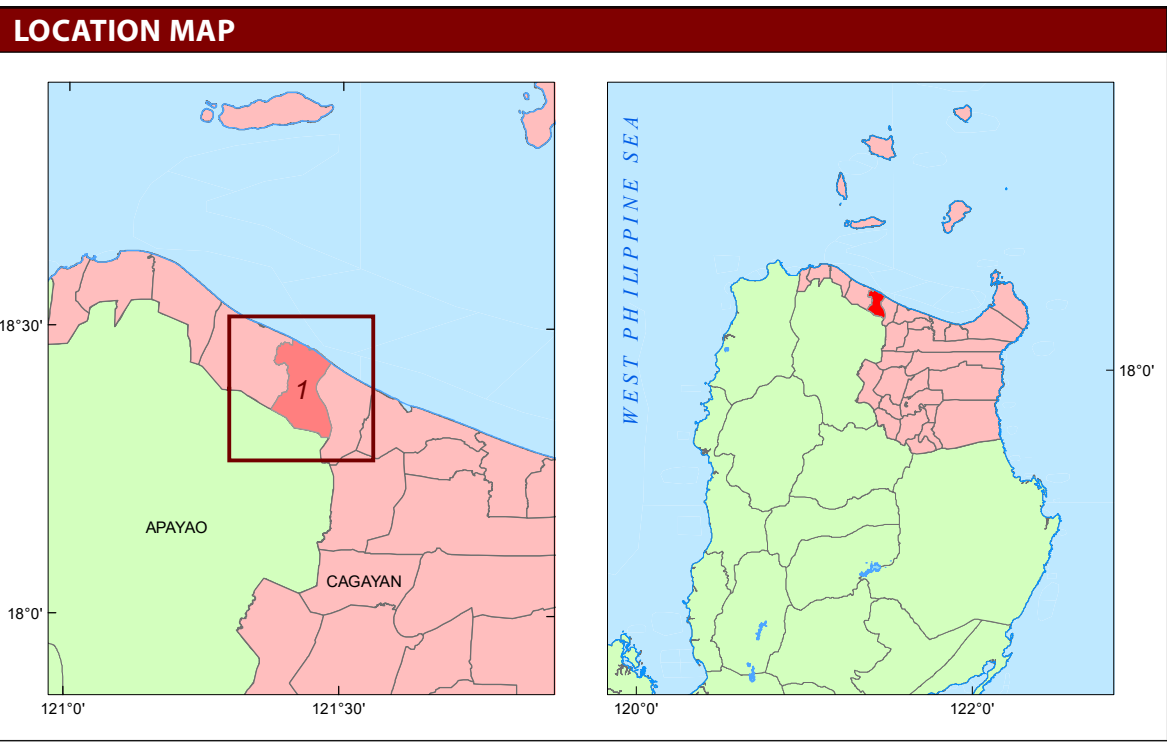 LOCATION MAP
18°30'
1
APAYAO
CAGAYAN
18°0'
121°0'
121°30'
WEST PHILIPPINE SEA
18°0'
120°0'
122°0'